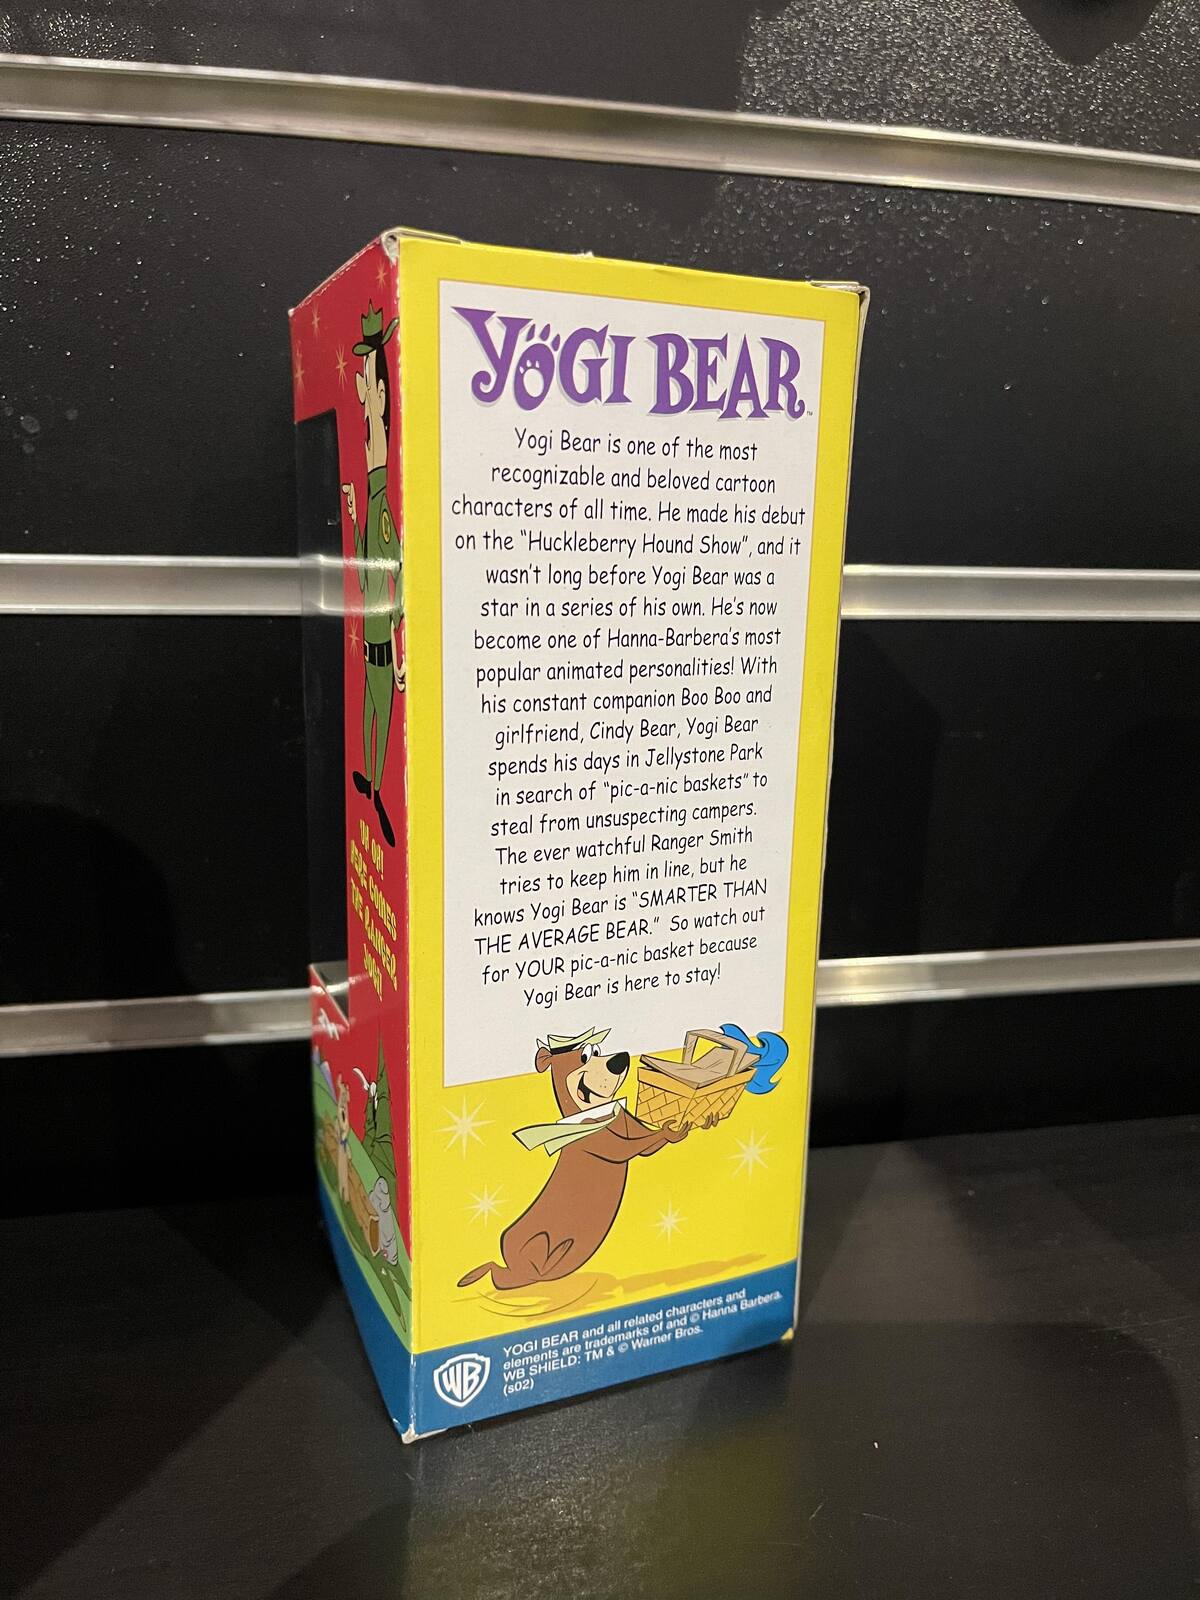 YOGI BEAR
TM
Yogi Bear is one of the most
recognizable and beloved cartoon
characters of all time. He made his debut
on the “Huckleberry Hound Show”, and it
wasn’t long before Yogi Bear was a
star in a series of his own. He’s now
become one of Hanna-Barbera’s most
popular animated personalities! With
his constant companion Boo Boo and
girlfriend, Cindy Bear, Yogi Bear
spends his days in Jellystone Park
in search of “pic-a-nic baskets” to
steal from unsuspecting campers.
The ever watchful Ranger Smith
tries to keep him in line, but he
knows Yogi Bear is “SMARTER THAN
THE AVERAGE BEAR.” So watch out
for YOUR pic-a-nic basket because
Yogi Bear is here to stay!
WB
YOGI BEAR and all related characters and
elements are trademarks of and © Hanna Barbera.
WB SHIELD: TM & © Warner Bros.
(s02)
UH OH!
HERE COMES
THE RANGER